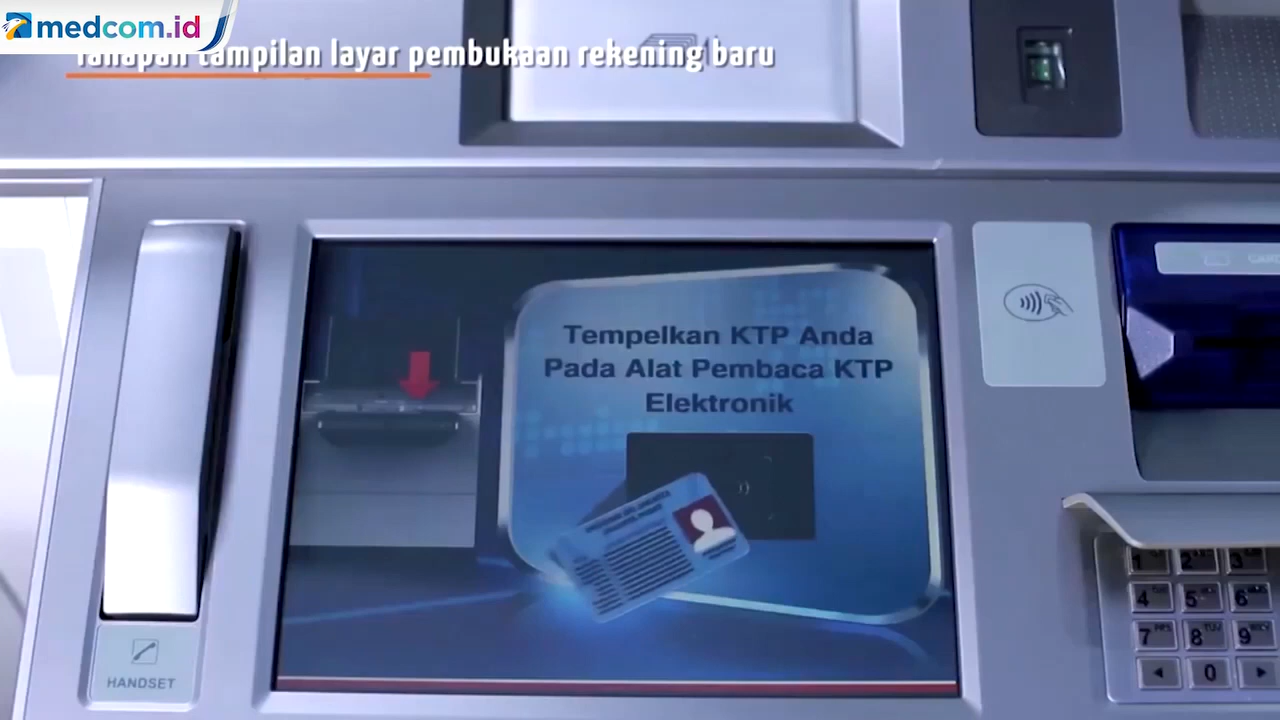 medcom.id
Tahapan tampilan layar pembukaan rekening baru
Tempelkan KTP Anda
Pada Alat Pembaca KTP
Elektronik
HANDSET
1 2 3
4 5 6
7 8 9
0